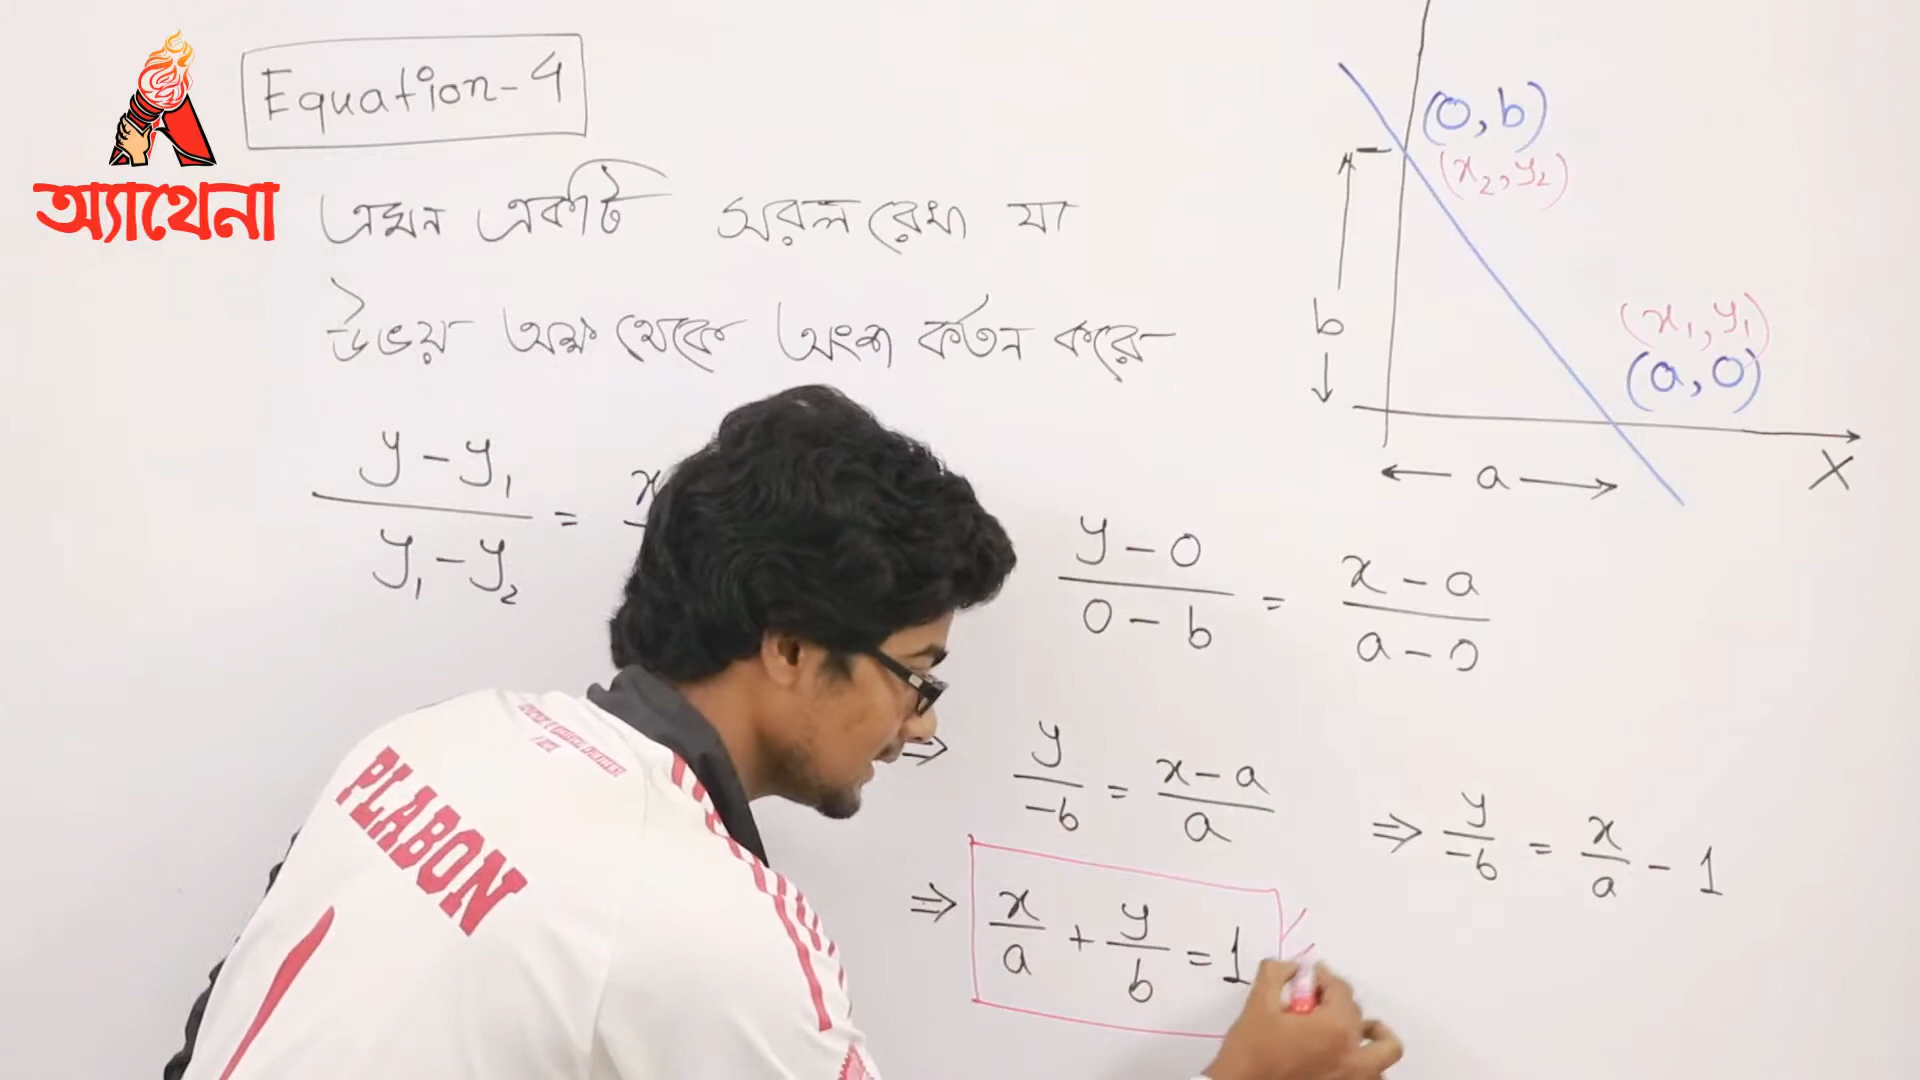 অ্যাথেনা
Equation-4
এমন একটি সরলরেখা যা
উভয় অক্ষ থেকে অংশ কর্তন করে
(0, b)
(x₂, y₂)
b
(x₁, y₁)
(a, 0)
a
X
y - y₁ / y₁ - y₂ = x
y - 0 / 0 - b = x - a / a - 0
⇒ y / -b = x - a / a ⇒ y / -b = x / a - 1
⇒ x / a + y / b = 1
PLABON